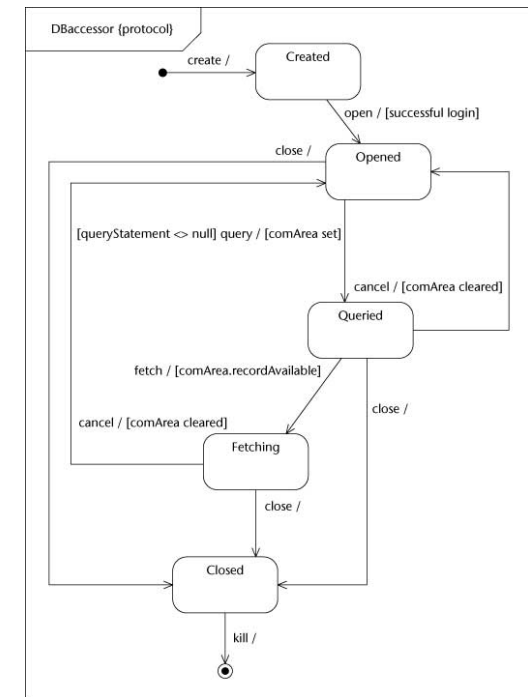 DBaccessor {protocol}
create /
Created
open / [successful login]
close /
Opened
[queryStatement <> null] query / [comArea set]
cancel / [comArea cleared]
Queried
fetch / [comArea.recordAvailable]
close /
cancel / [comArea cleared]
Fetching
close /
Closed
kill /